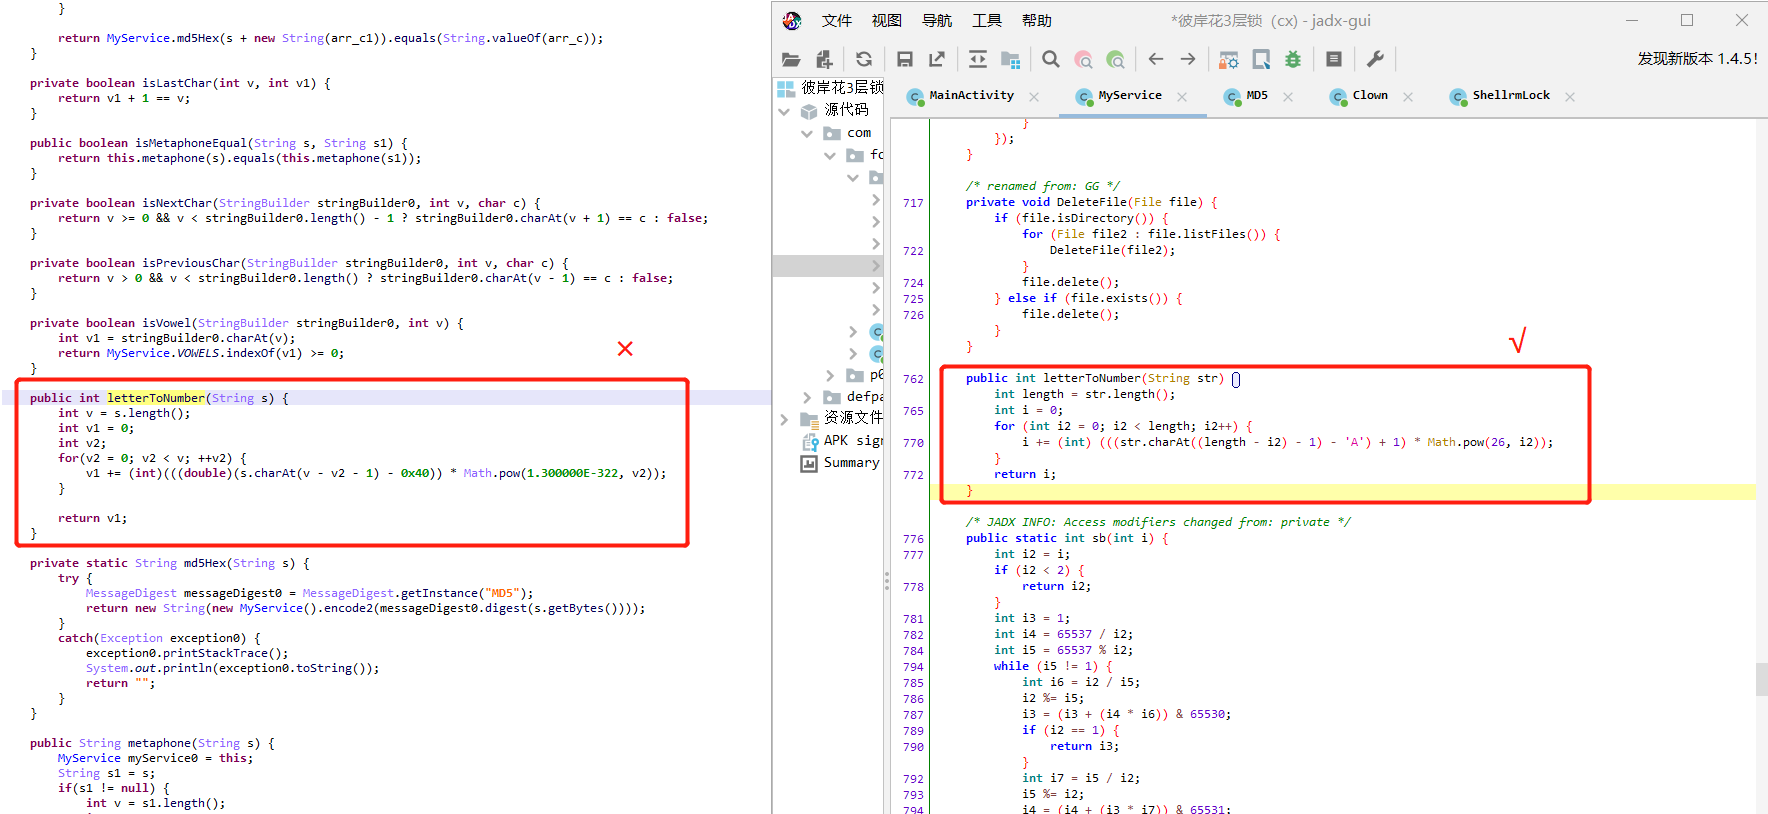 }
return MyService.md5Hex(s + new String(arr_c1)).equals(String.valueOf(arr_c));
}
private boolean isLastChar(int v, int v1) {
return v1 + 1 == v;
}
public boolean isMetaphoneEqual(String s, String s1) {
return this.metaphone(s).equals(this.metaphone(s1));
}
private boolean isNextChar(StringBuilder stringBuilder0, int v, char c) {
return v >= 0 && v < stringBuilder0.length() - 1 ? stringBuilder0.charAt(v + 1) == c : false;
}
private boolean isPreviousChar(StringBuilder stringBuilder0, int v, char c) {
return v > 0 && v < stringBuilder0.length() ? stringBuilder0.charAt(v - 1) == c : false;
}
private boolean isVowel(StringBuilder stringBuilder0, int v) {
int v1 = stringBuilder0.charAt(v);
return MyService.VOWELS.indexOf(v1) >= 0;
}
×
public int letterToNumber(String s) {
int v = s.length();
int v1 = 0;
int v2;
for(v2 = 0; v2 < v; ++v2) {
v1 += (int)(((double)(s.charAt(v - v2 - 1) - 0x40)) * Math.pow(1.300000E-322, v2));
}
return v1;
}
private static String md5Hex(String s) {
try {
MessageDigest messageDigest0 = MessageDigest.getInstance("MD5");
return new String(new MyService().encode2(messageDigest0.digest(s.getBytes())));
}
catch(Exception exception0) {
exception0.printStackTrace();
System.out.println(exception0.toString());
return "";
}
}
public String metaphone(String s) {
MyService myService0 = this;
String s1 = s;
if(s1 != null) {
int v = s1.length();
文件 视图 导航 工具 帮助
*彼岸花3层锁 (cx) - jadx-gui
发现新版本 1.4.5!
彼岸花3层锁
源代码
com
defpa
资源文件
APK sign
Summary
MainActivity MyService MD5 Clown ShellrmLock
}
});
}
/* renamed from: GG */
717 private void DeleteFile(File file) {
if (file.isDirectory()) {
for (File file2 : file.listFiles()) {
722 DeleteFile(file2);
}
724 file.delete();
725 } else if (file.exists()) {
726 file.delete();
}
}
√
762 public int letterToNumber(String str) {
int length = str.length();
765 int i = 0;
for (int i2 = 0; i2 < length; i2++) {
770 i += (int) (((str.charAt((length - i2) - 1) - 'A') + 1) * Math.pow(26, i2));
}
772 return i;
}
/* JADX INFO: Access modifiers changed from: private */
776 public static int sb(int i) {
777 int i2 = i;
if (i2 < 2) {
778 return i2;
}
781 int i3 = 1;
782 int i4 = 65537 / i2;
784 int i5 = 65537 % i2;
794 while (i5 != 1) {
785 int i6 = i2 / i5;
786 i2 %= i5;
787 i3 = (i3 + (i4 * i6)) & 65530;
789 if (i2 == 1) {
790 return i3;
}
792 int i7 = i5 / i2;
793 i5 %= i2;
794 i4 = (i4 + (i3 * i7)) & 65531;